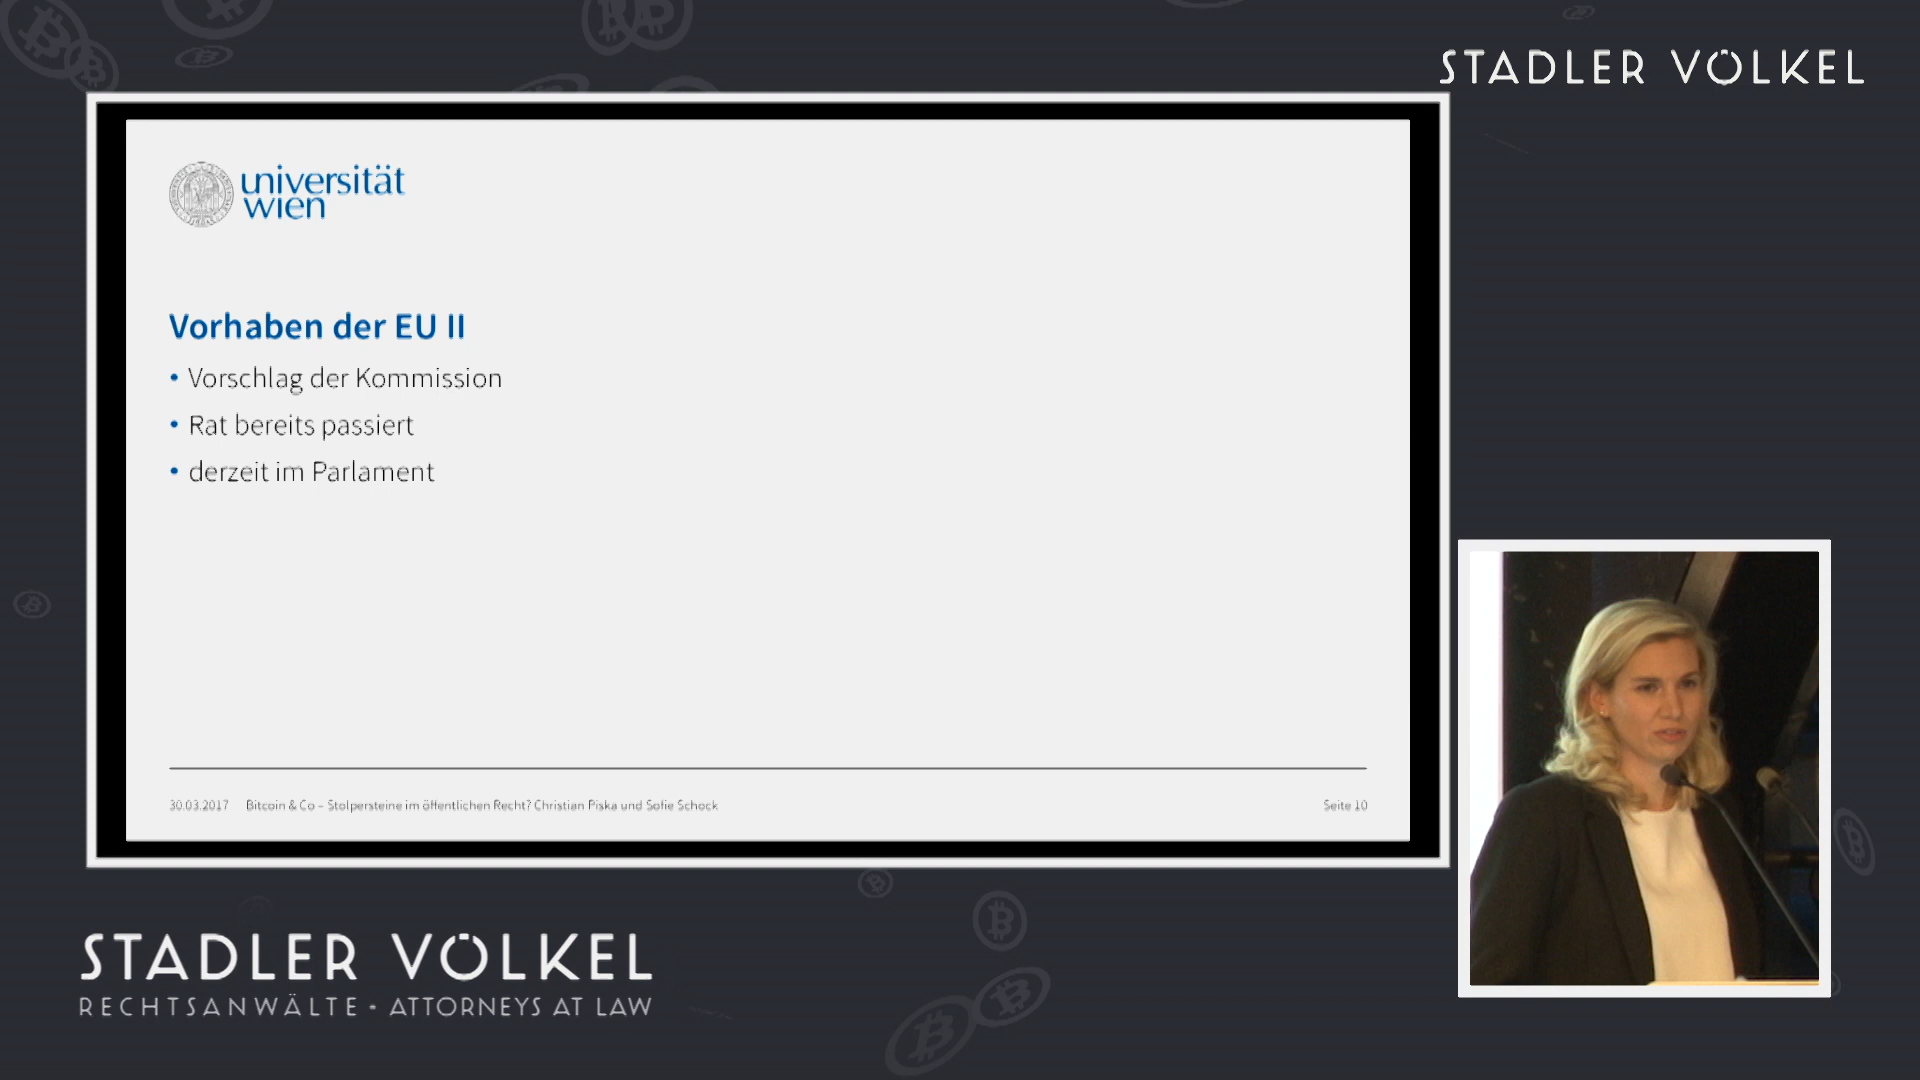 STADLER VÖLKEL
universität
wien
Vorhaben der EU II
• Vorschlag der Kommission
• Rat bereits passiert
• derzeit im Parlament
30.03.2017 Bitcoin & Co – Stolpersteine im öffentlichen Recht? Christian Piska und Sofie Schock Seite 10
STADLER VÖLKEL
RECHTSANWÄLTE • ATTORNEYS AT LAW